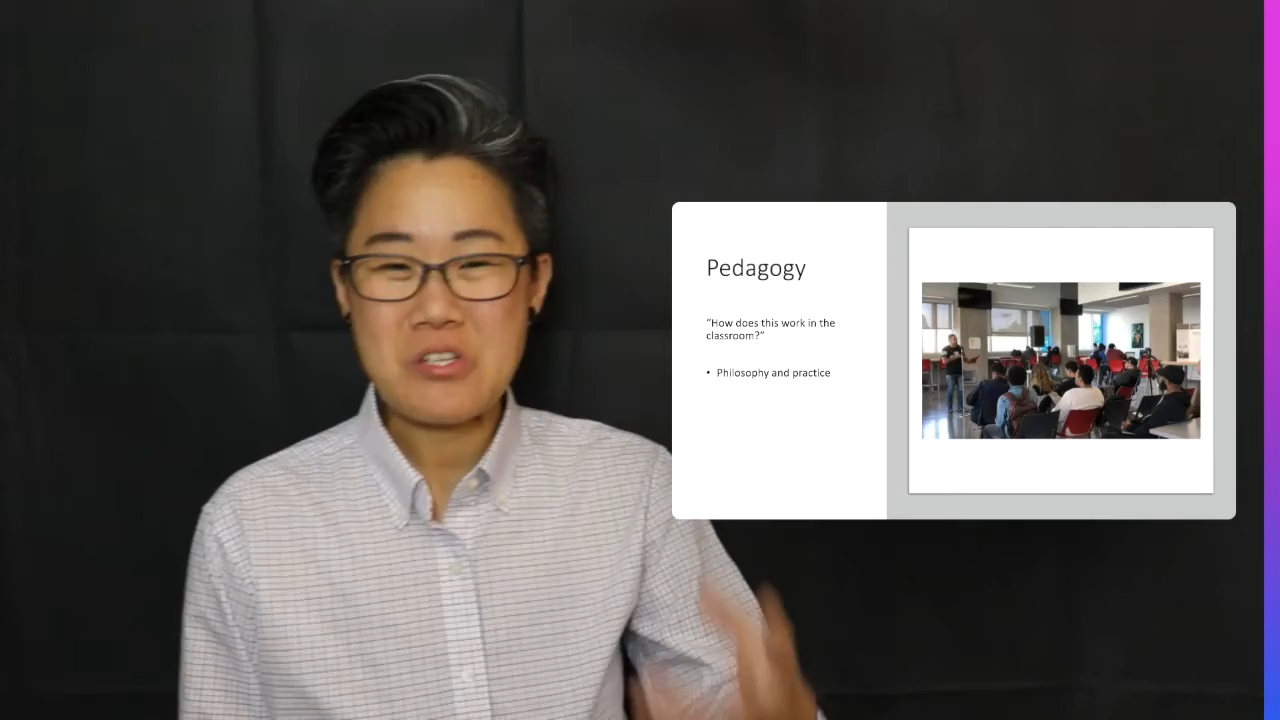 Pedagogy
“How does this work in the
classroom?”
• Philosophy and practice